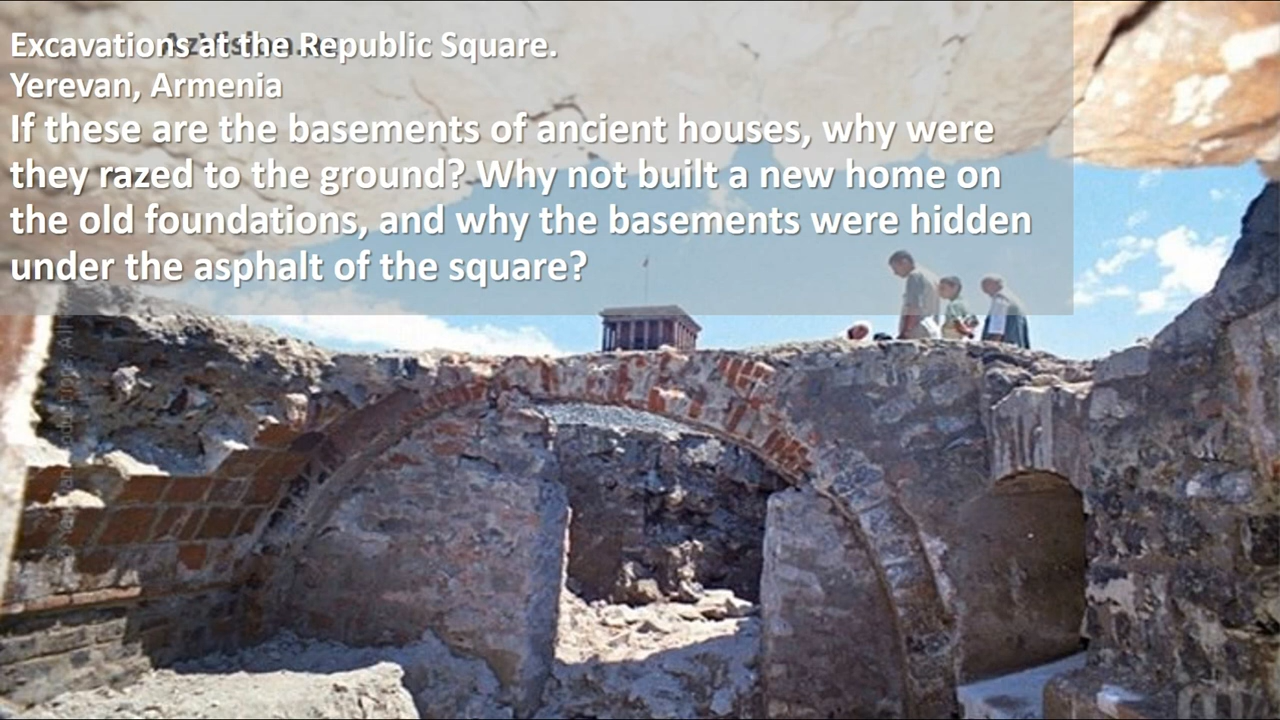 Excavations at the Republic Square.
Yerevan, Armenia
If these are the basements of ancient houses, why were
they razed to the ground? Why not built a new home on
the old foundations, and why the basements were hidden
under the asphalt of the square?